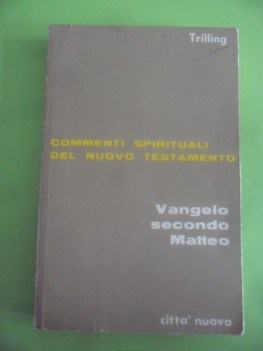 Trilling
COMMENTI SPIRITUALI
DEL NUOVO TESTAMENTO
Vangelo
secondo
Matteo
citta' nuova